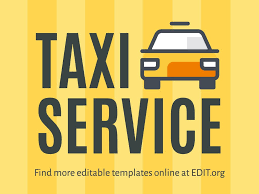 TAXI
SERVICE
Find more editable templates online at EDIT.org